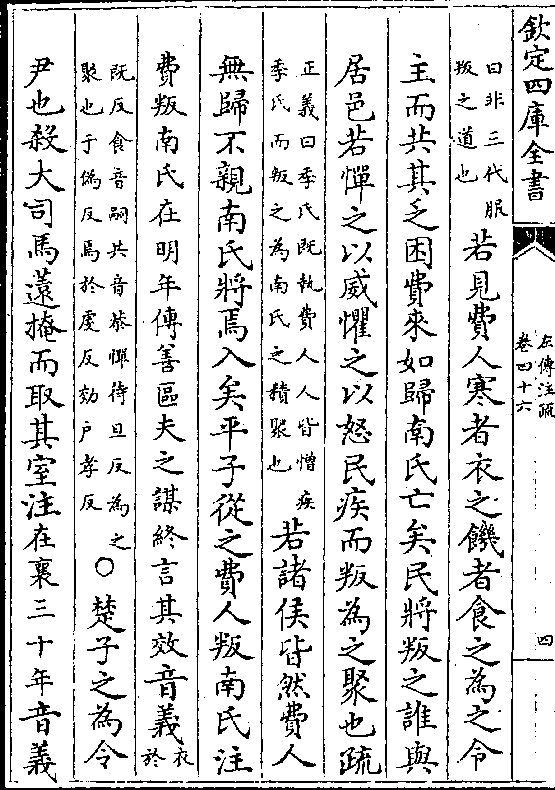 欽定四庫全書
左傳注疏
卷四十六
四
曰非三代服
叛之道也
若見費人寒者衣之饑者食之為之令
主而共其乏困費來如歸南氏亡矣民將叛之誰與
居邑若憚之以威懼之以怒民疾而叛為之聚也疏
正義曰季氏既執費人人皆憎疾
季氏而叛之為南氏之積聚也
若諸侯皆然費人
無歸不親南氏將焉入矣平子從之費人叛南氏注
費叛南氏在明年傳善區夫之謀終言其效音義
衣於
既反食音嗣共音恭憚待旦反為之
聚也于偽反焉於虔反効戶孝反
○楚子之為令
尹也殺大司馬薳掩而取其室注在襄三十年音義